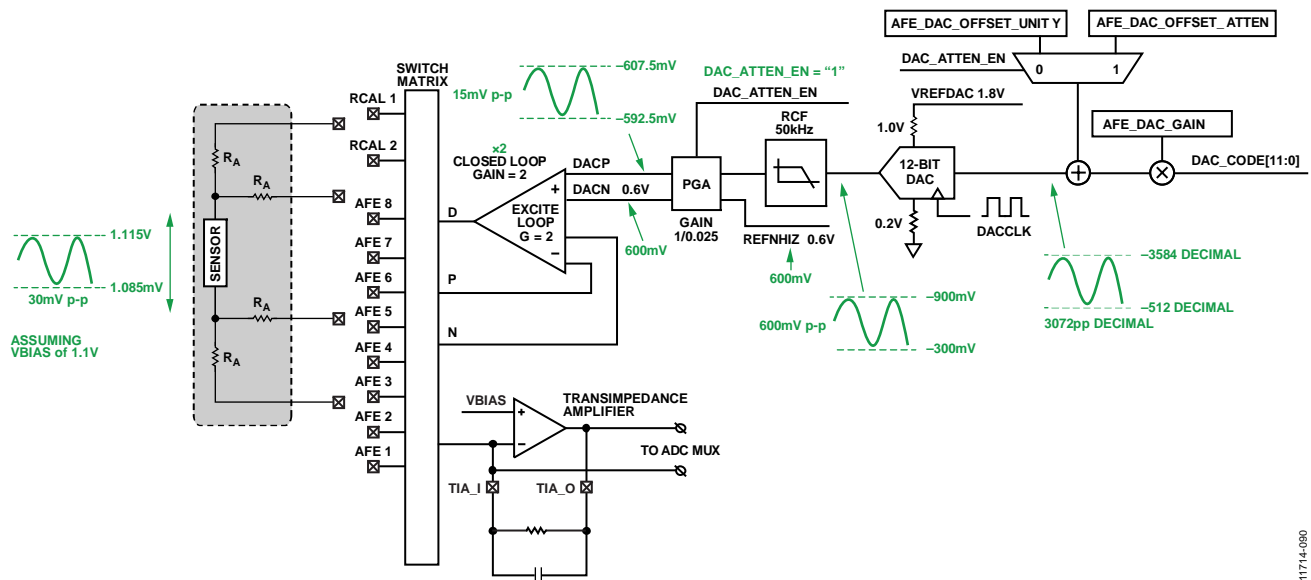 AFE_DAC_OFFSET_UNIT Y
AFE_DAC_OFFSET_ATTEN
DAC_ATTEN_EN
0
1
SWITCH
MATRIX
RCAL 1
RCAL 2
AFE 8
AFE 7
AFE 6
AFE 5
AFE 4
AFE 3
AFE 2
AFE 1
15mV p-p
–607.5mV
–592.5mV
DAC_ATTEN_EN = “1”
DAC_ATTEN_EN
RCF
50kHz
VREFDAC 1.8V
1.0V
12-BIT
DAC
0.2V
DACCLK
AFE_DAC_GAIN
DAC_CODE[11:0]
×2
CLOSED LOOP
GAIN = 2
DACP
DACN 0.6V
PGA
GAIN
1/0.025
REFNHIZ 0.6V
600mV
600mV
+
EXCITE
LOOP
G = 2
–
D
P
N
600mV p-p
–900mV
–300mV
–3584 DECIMAL
–512 DECIMAL
3072pp DECIMAL
RA
RA
SENSOR
RA
RA
1.115V
1.085mV
30mV p-p
ASSUMING
VBIAS of 1.1V
VBIAS
+
–
TRANSIMPEDANCE
AMPLIFIER
TO ADC MUX
TIA_I
TIA_O
11714-090